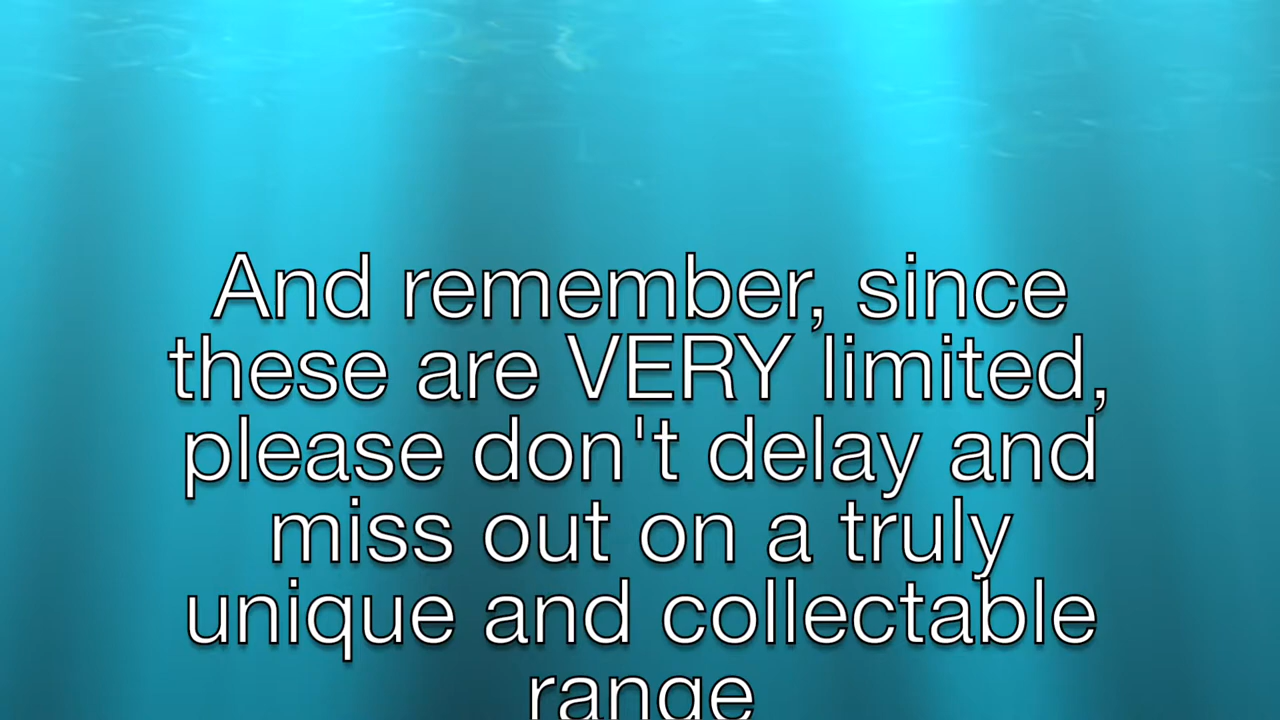 And remember, since
these are VERY limited,
please don't delay and
miss out on a truly
unique and collectable
range